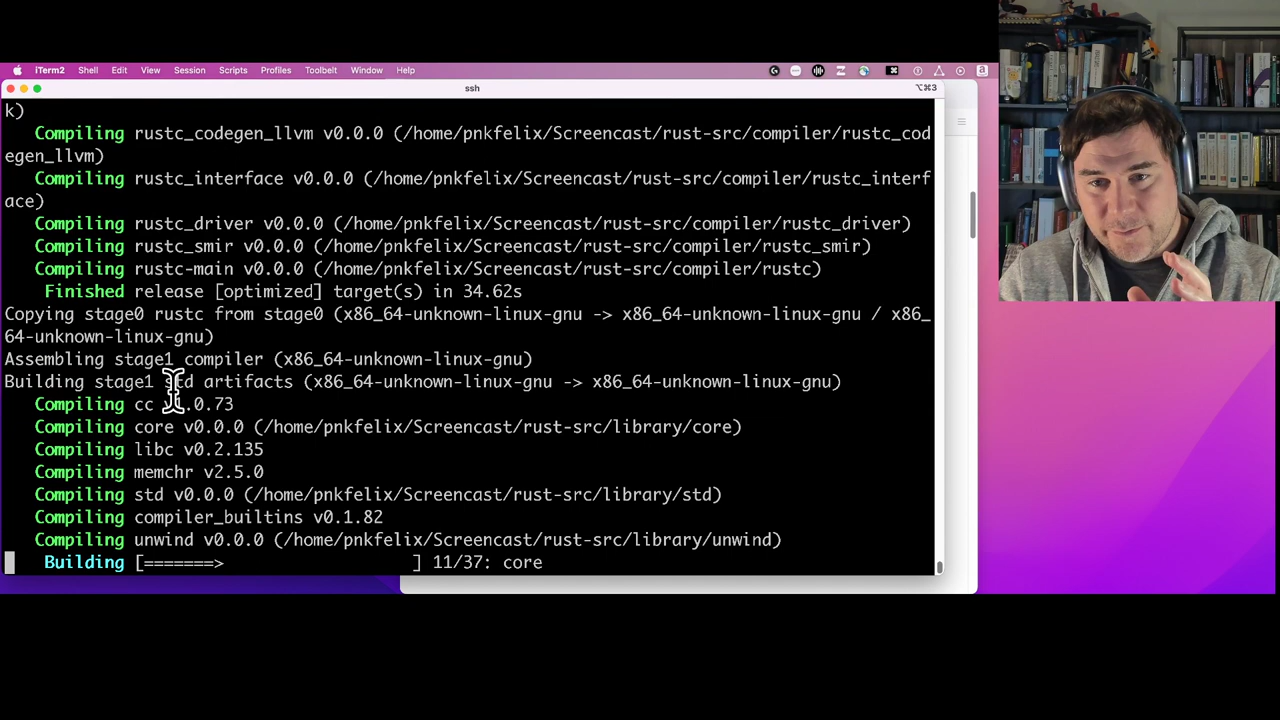 iTerm2 Shell Edit View Session Scripts Profiles Toolbelt Window Help
ssh
⌥⌘3
k)
Compiling rustc_codegen_llvm v0.0.0 (/home/pnkfelix/Screencast/rust-src/compiler/rustc_cod
egen_llvm)
Compiling rustc_interface v0.0.0 (/home/pnkfelix/Screencast/rust-src/compiler/rustc_interf
ace)
Compiling rustc_driver v0.0.0 (/home/pnkfelix/Screencast/rust-src/compiler/rustc_driver)
Compiling rustc_smir v0.0.0 (/home/pnkfelix/Screencast/rust-src/compiler/rustc_smir)
Compiling rustc-main v0.0.0 (/home/pnkfelix/Screencast/rust-src/compiler/rustc)
Finished release [optimized] target(s) in 34.62s
Copying stage0 rustc from stage0 (x86_64-unknown-linux-gnu -> x86_64-unknown-linux-gnu / x86_
64-unknown-linux-gnu)
Assembling stage1 compiler (x86_64-unknown-linux-gnu)
Building stage1 std artifacts (x86_64-unknown-linux-gnu -> x86_64-unknown-linux-gnu)
Compiling cc v1.0.73
Compiling core v0.0.0 (/home/pnkfelix/Screencast/rust-src/library/core)
Compiling libc v0.2.135
Compiling memchr v2.5.0
Compiling std v0.0.0 (/home/pnkfelix/Screencast/rust-src/library/std)
Compiling compiler_builtins v0.1.82
Compiling unwind v0.0.0 (/home/pnkfelix/Screencast/rust-src/library/unwind)
Building [=======> ] 11/37: core